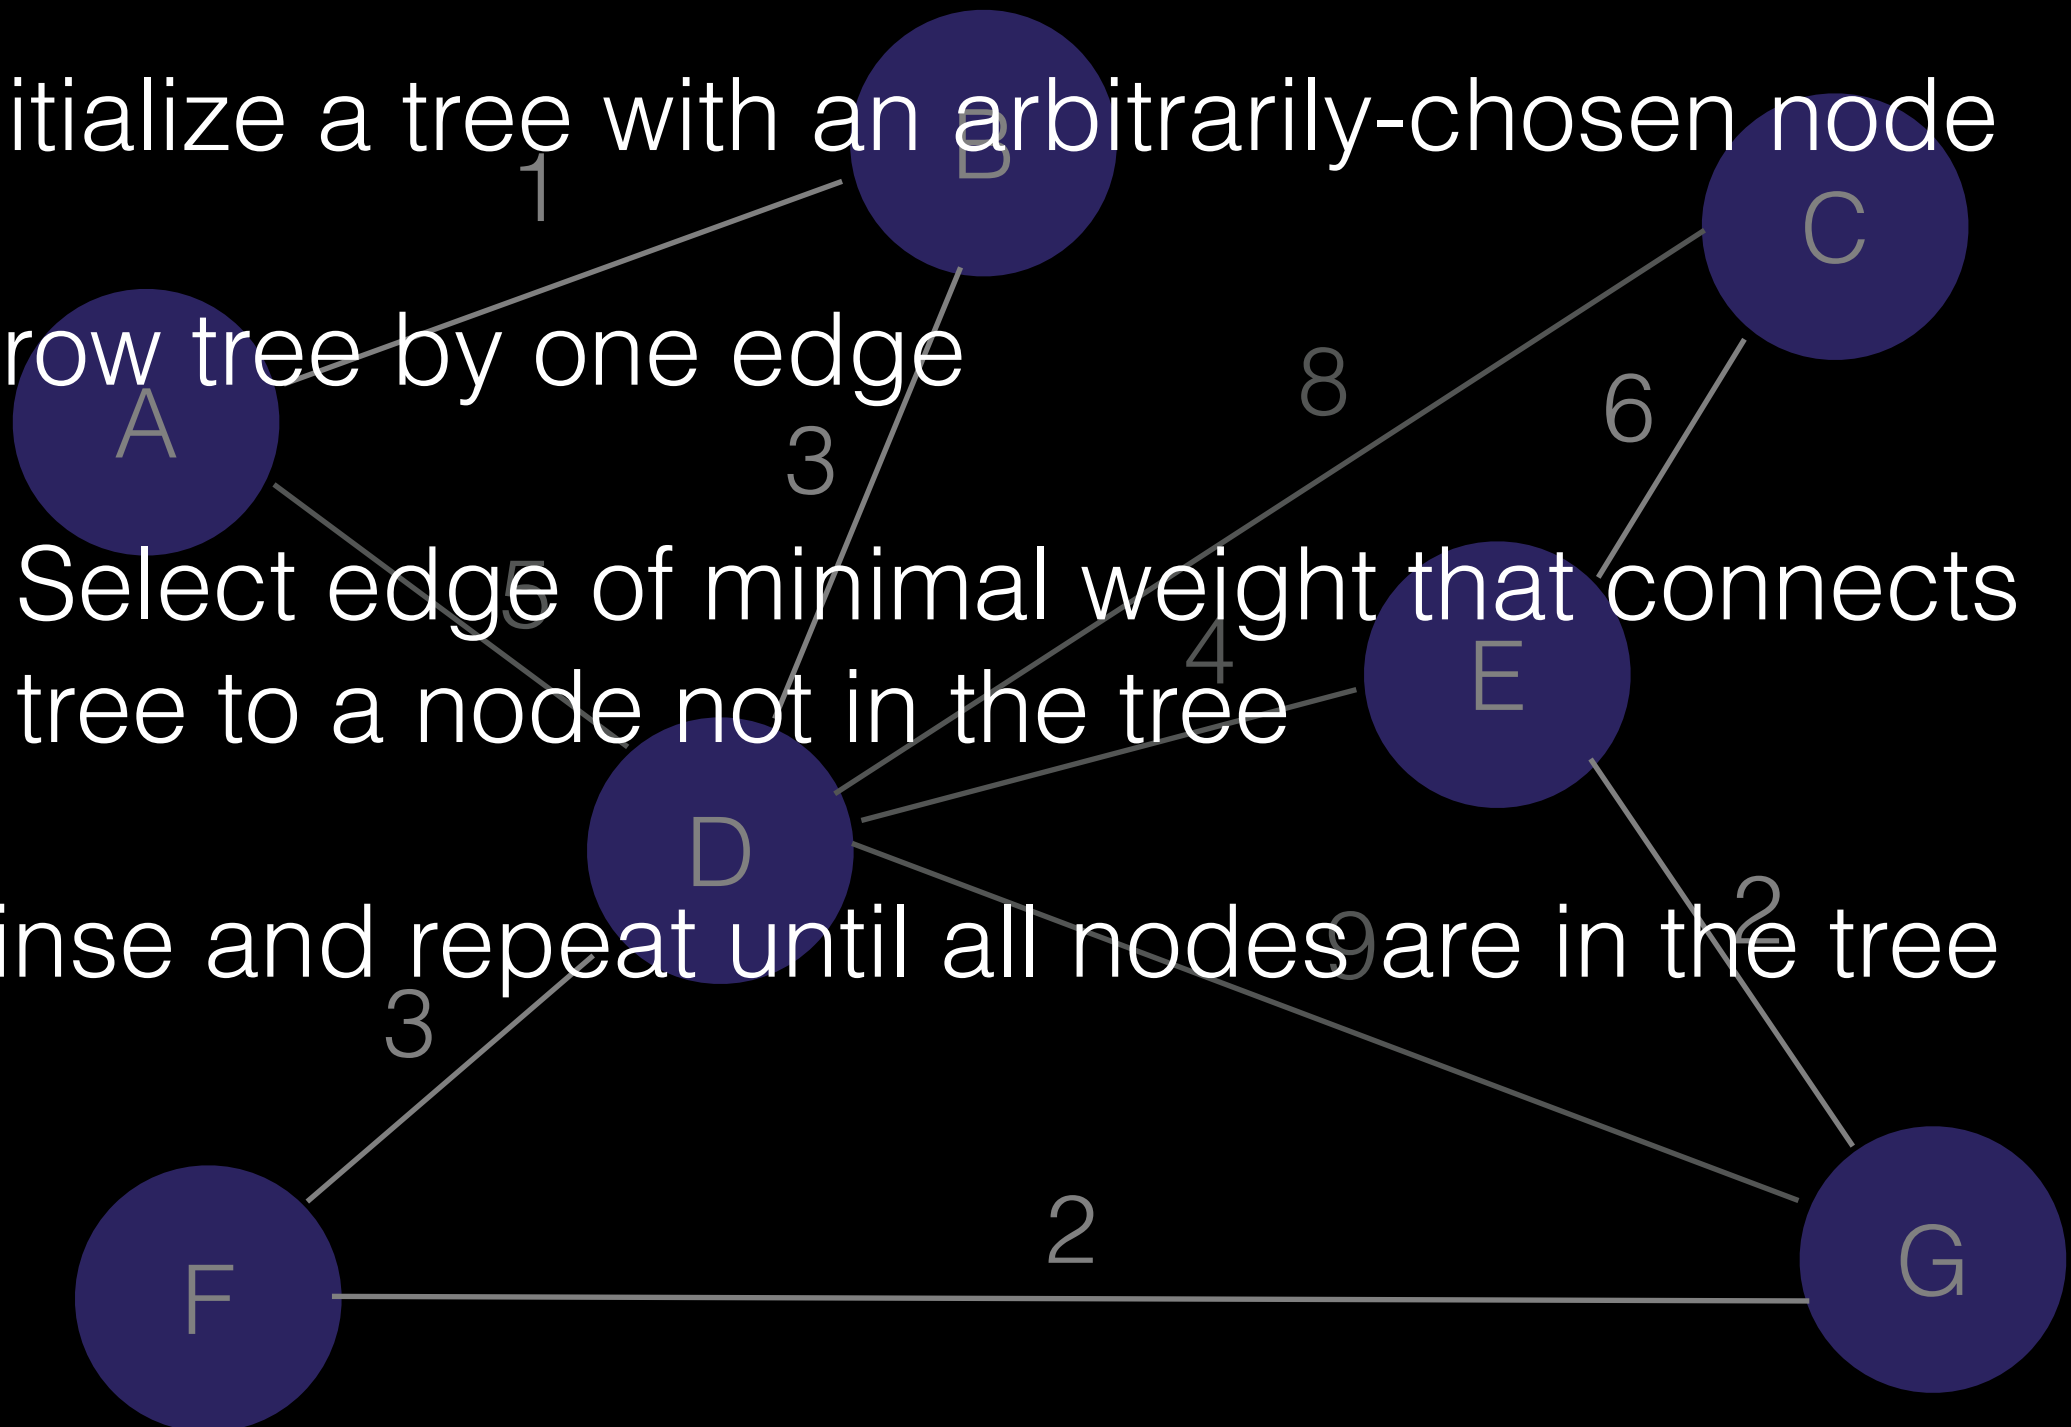 itialize a tree with an arbitrarily-chosen node
B
1
C
row tree by one edge
8
6
A
3
Select edge of minimal weight that connects
5
4
E
tree to a node not in the tree
D
2
inse and repeat until all nodes are in the tree
9
3
2
G
F